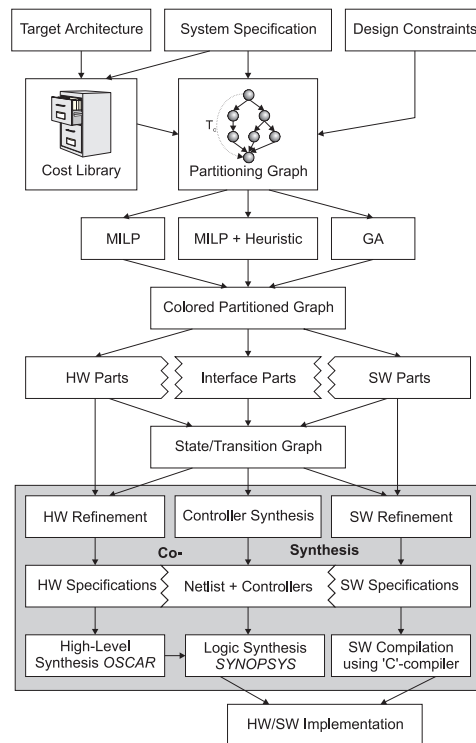 Target Architecture
System Specification
Design Constraints
T
Cost Library
Partitioning Graph
MILP
MILP + Heuristic
GA
Colored Partitioned Graph
HW Parts
Interface Parts
SW Parts
State/Transition Graph
HW Refinement
Controller Synthesis
SW Refinement
Co-
Synthesis
HW Specifications
Netlist + Controllers
SW Specifications
High-Level
Synthesis OSCAR
Logic Synthesis
SYNOPSYS
SW Compilation
using 'C'-compiler
HW/SW Implementation